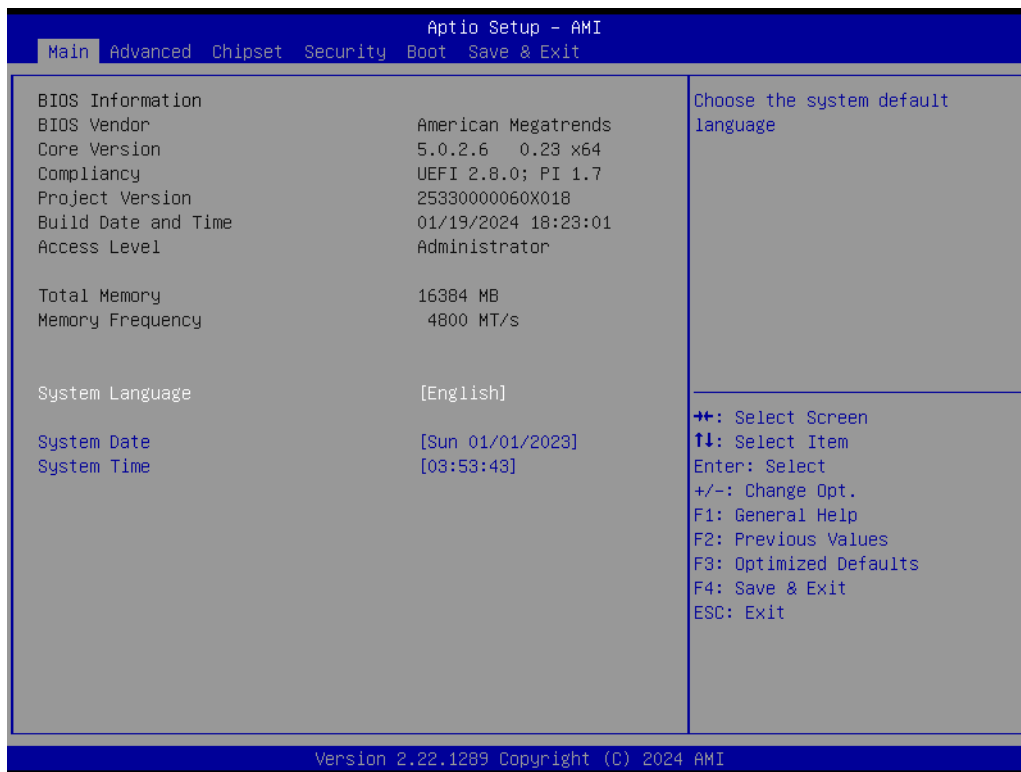 Aptio Setup – AMI
Main Advanced Chipset Security Boot Save & Exit
BIOS Information
BIOS Vendor American Megatrends
Core Version 5.0.2.6 0.23 x64
Compliancy UEFI 2.8.0; PI 1.7
Project Version 25330000060X018
Build Date and Time 01/19/2024 18:23:01
Access Level Administrator
Total Memory 16384 MB
Memory Frequency 4800 MT/s
System Language [English]
System Date [Sun 01/01/2023]
System Time [03:53:43]
Choose the system default
language
→←: Select Screen
↑↓: Select Item
Enter: Select
+/-: Change Opt.
F1: General Help
F2: Previous Values
F3: Optimized Defaults
F4: Save & Exit
ESC: Exit
Version 2.22.1289 Copyright (C) 2024 AMI